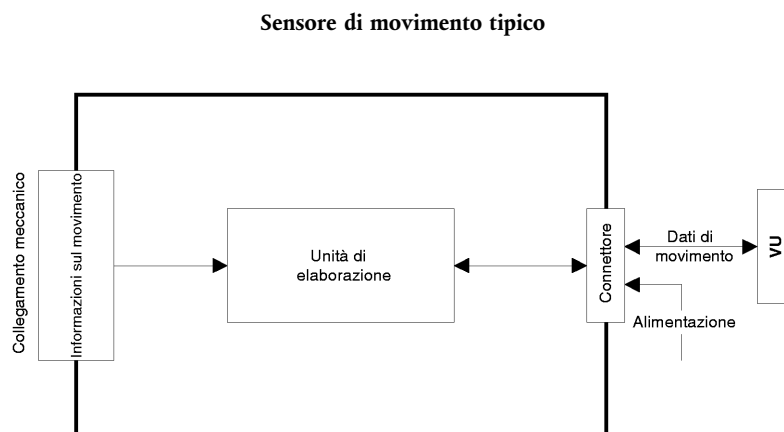 Sensore di movimento tipico
Collegamento meccanico
Informazioni sul movimento
Unità di
elaborazione
Connettore
Dati di
movimento
VU
Alimentazione